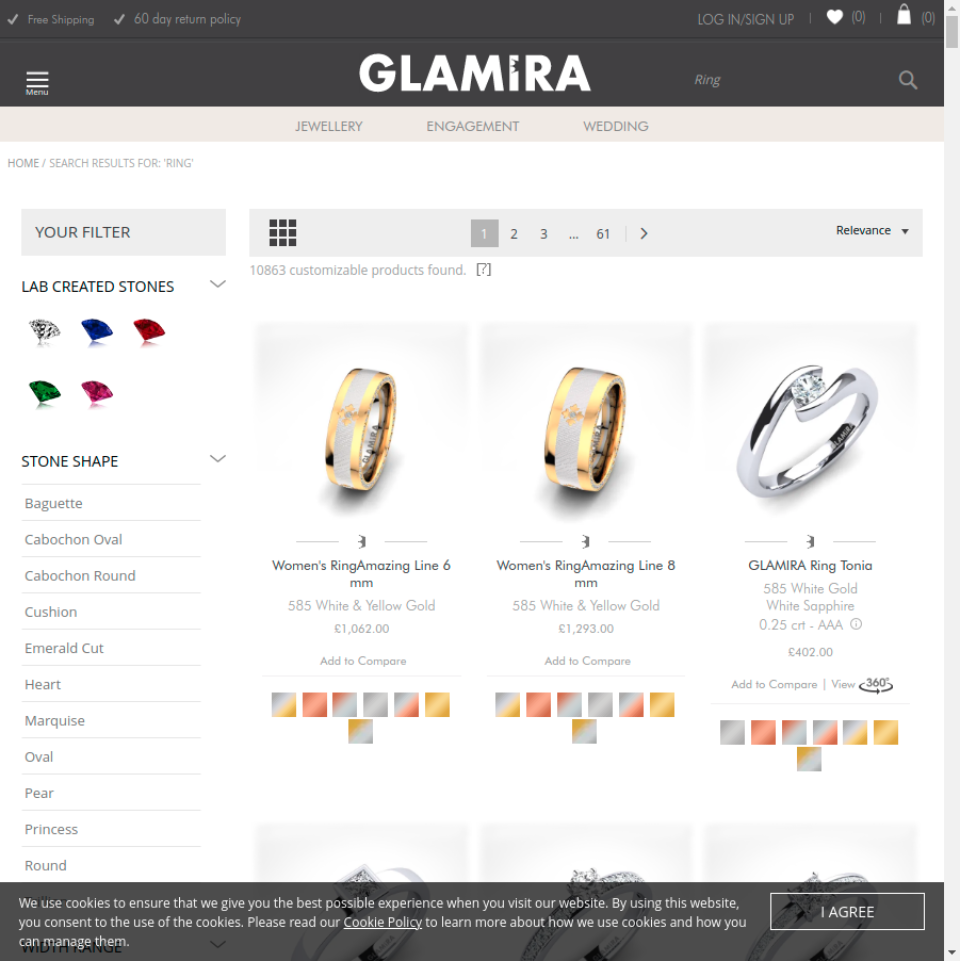 Free Shipping
60 day return policy
LOG IN/SIGN UP | (0) | (0)
Menu
GLAMIRA
Ring
JEWELLERY
ENGAGEMENT
WEDDING
HOME / SEARCH RESULTS FOR: 'RING'
YOUR FILTER
1 2 3 ... 61
Relevance
10863 customizable products found. [?]
LAB CREATED STONES
STONE SHAPE
Baguette
Cabochon Oval
Cabochon Round
Cushion
Emerald Cut
Heart
Marquise
Oval
Pear
Princess
Round
WIDTH RANGE
GLAMIRA
Women's RingAmazing Line 6
mm
585 White & Yellow Gold
£1,062.00
Add to Compare
GLAMIRA
Women's RingAmazing Line 8
mm
585 White & Yellow Gold
£1,293.00
Add to Compare
GLAMIRA
GLAMIRA Ring Tonia
585 White Gold
White Sapphire
0.25 crt - AAA
£402.00
Add to Compare | View 360°
We use cookies to ensure that we give you the best possible experience when you visit our website. By using this website,
you consent to the use of the cookies. Please read our Cookie Policy to learn more about how we use cookies and how you
can manage them.
I AGREE